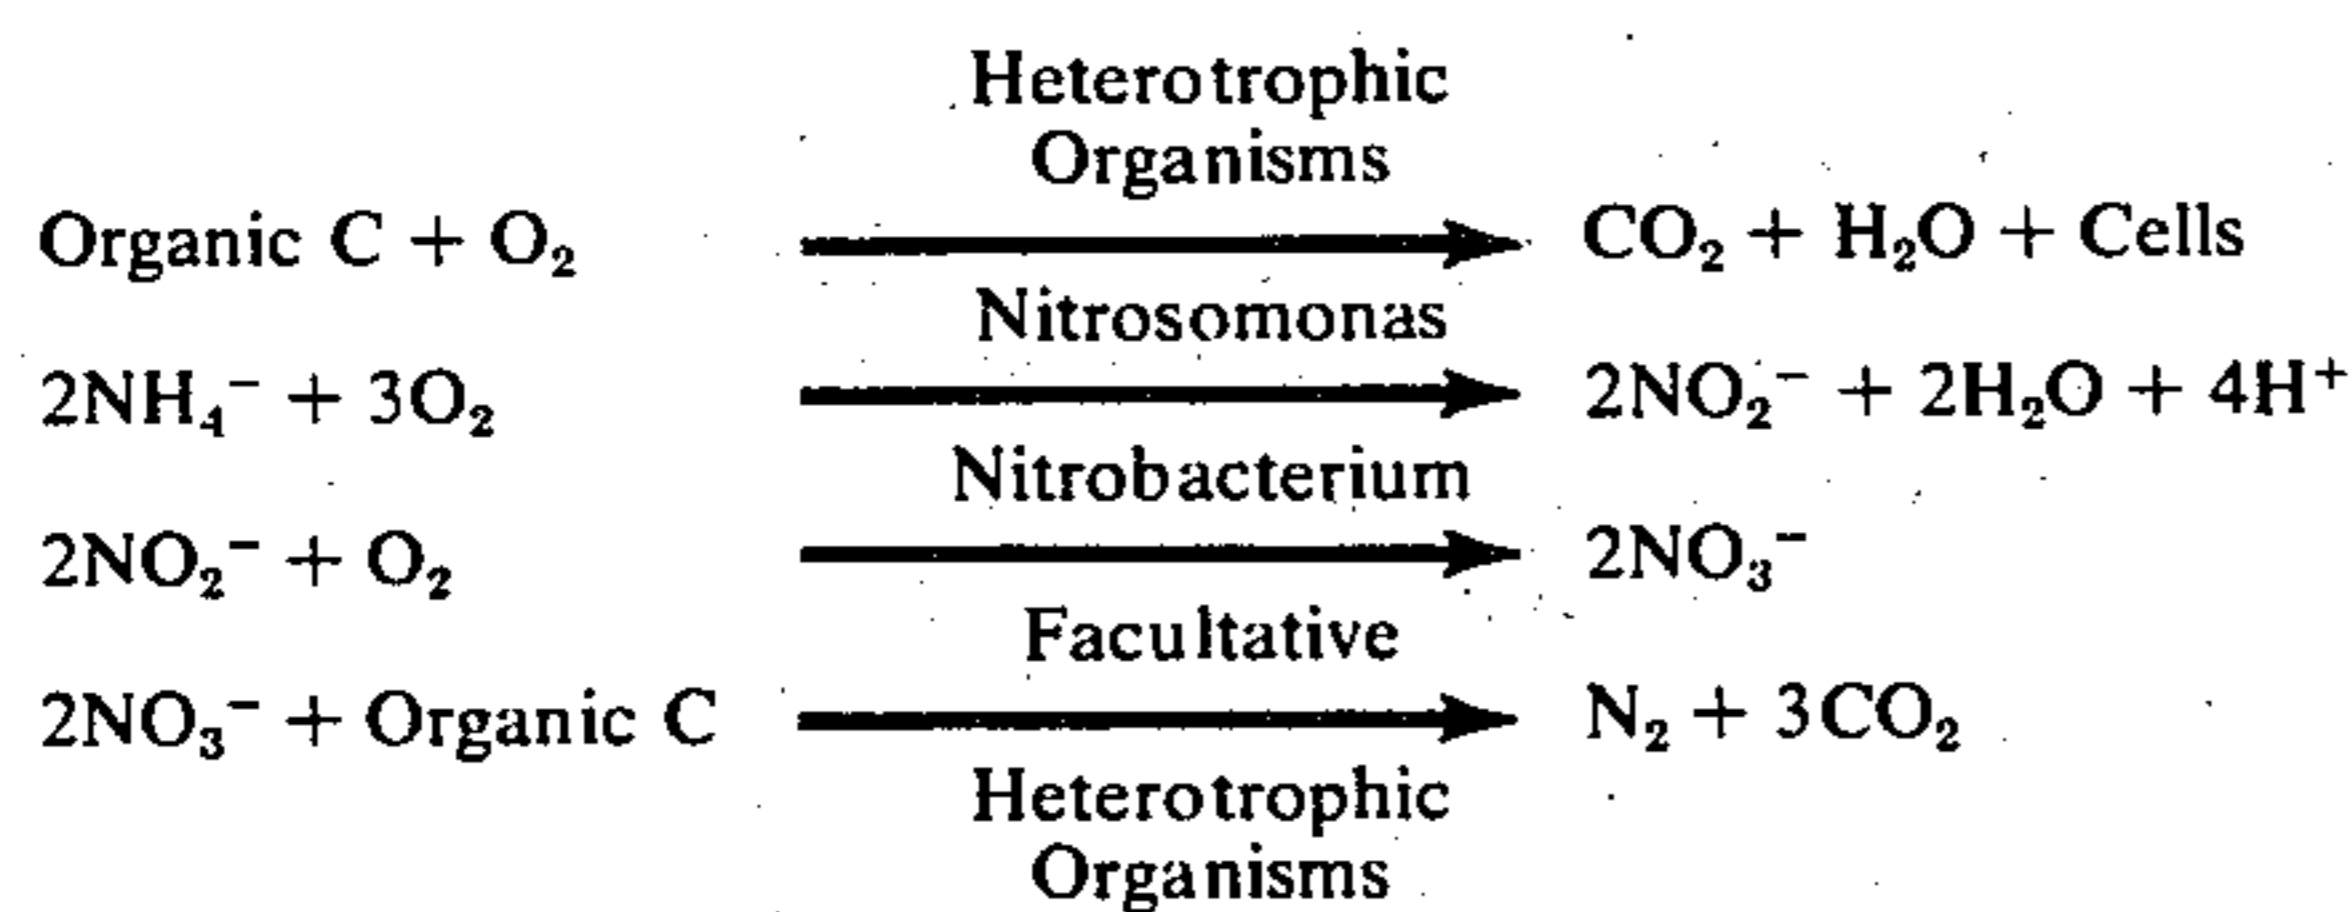 Heterotrophic
Organisms
Organic C + O₂ → CO₂ + H₂O + Cells
Nitrosomonas
2NH₄⁻ + 3O₂ → 2NO₂⁻ + 2H₂O + 4H⁺
Nitrobacterium
2NO₂⁻ + O₂ → 2NO₃⁻
Facultative
2NO₃⁻ + Organic C → N₂ + 3CO₂
Heterotrophic
Organisms